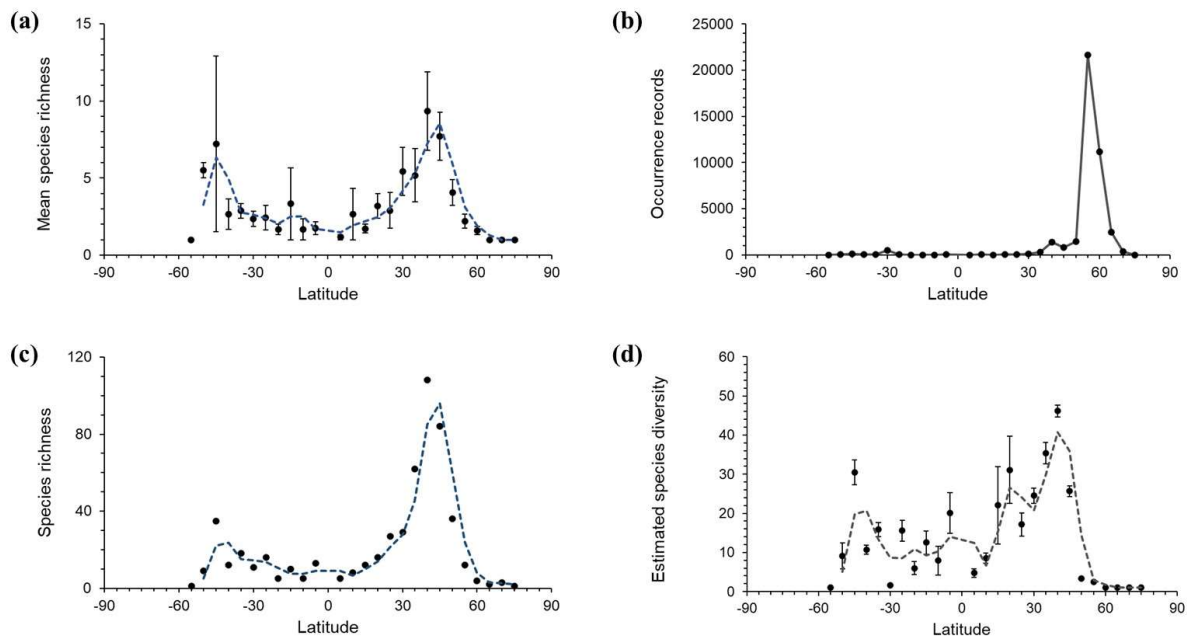 (a)
15
10
5
0
-90 -60 -30 0 30 60 90
Mean species richness
Latitude
(b)
25000
20000
15000
10000
5000
0
-90 -60 -30 0 30 60 90
Occurrence records
Latitude
(c)
120
80
40
0
-90 -60 -30 0 30 60 90
Species richness
Latitude
(d)
60
50
40
30
20
10
0
-90 -60 -30 0 30 60 90
Estimated species diversity
Latitude